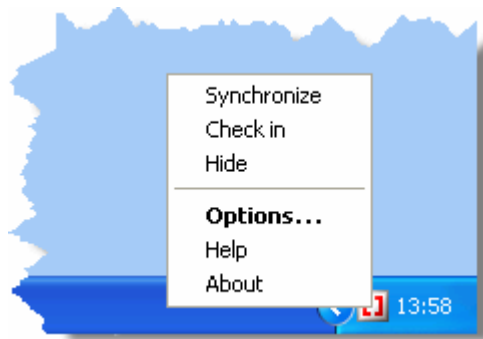 Synchronize
Check in
Hide
Options...
Help
About
13:58